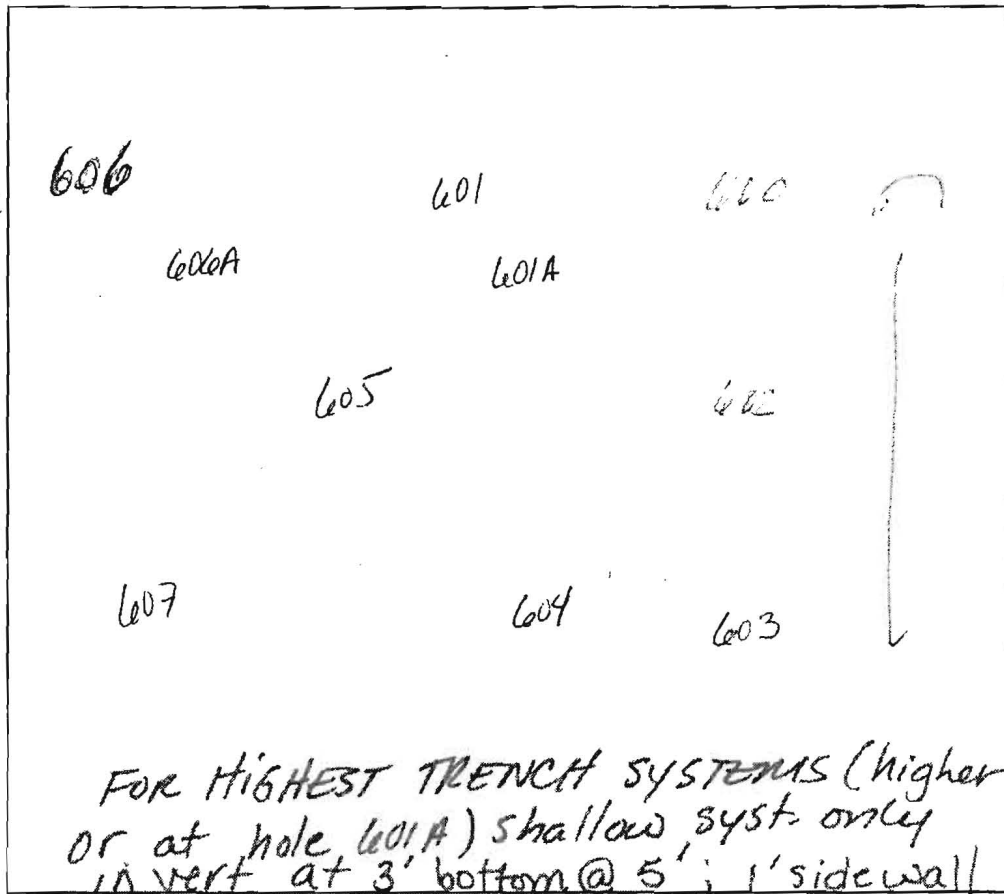 606
601
606A
601A
605
602
607
604
603
FOR HIGHEST TRENCH SYSTEMS (higher
or at hole 601A) shallow syst. only
invert at 3' bottom @ 5'; 1' sidewall